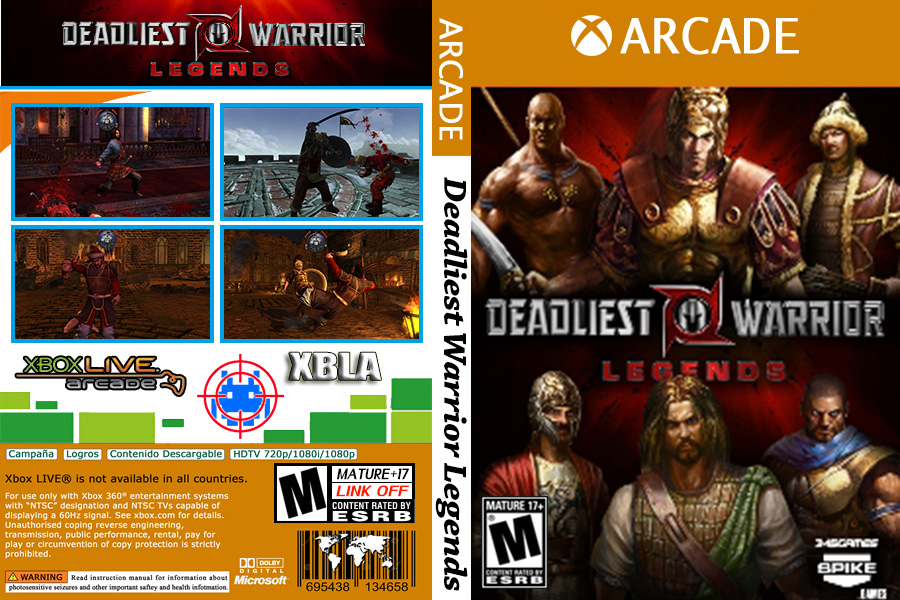 DEADLIEST WARRIOR
LEGENDS
XBOX LIVE
arcade
XBLA
Campaña
Logros
Contenido Descargable
HDTV 720p/1080i/1080p
Xbox LIVE® is not available in all countries.
For use only with Xbox 360® entertainment systems
with “NTSC” designation and NTSC TVs capable of
displaying a 60Hz signal. See xbox.com for details.
Unauthorised coping reverse engineering,
transmission, public performance, rental, pay for
play or circumvention of copy protection is strictly
prohibited.
WARNING Read instruction manual for information about
photosensitive seizures and other important saftey and health infotmation.
M
MATURE+17
LINK OFF
CONTENT RATED BY
ESRB
DOLBY
DIGITAL
Microsoft
695438 134658
ARCADE
Deadliest Warrior Legends
ARCADE
DEADLIEST WARRIOR
LEGENDS
MATURE 17+
M
CONTENT RATED BY
ESRB
345GAMES
SPIKE
GAMES